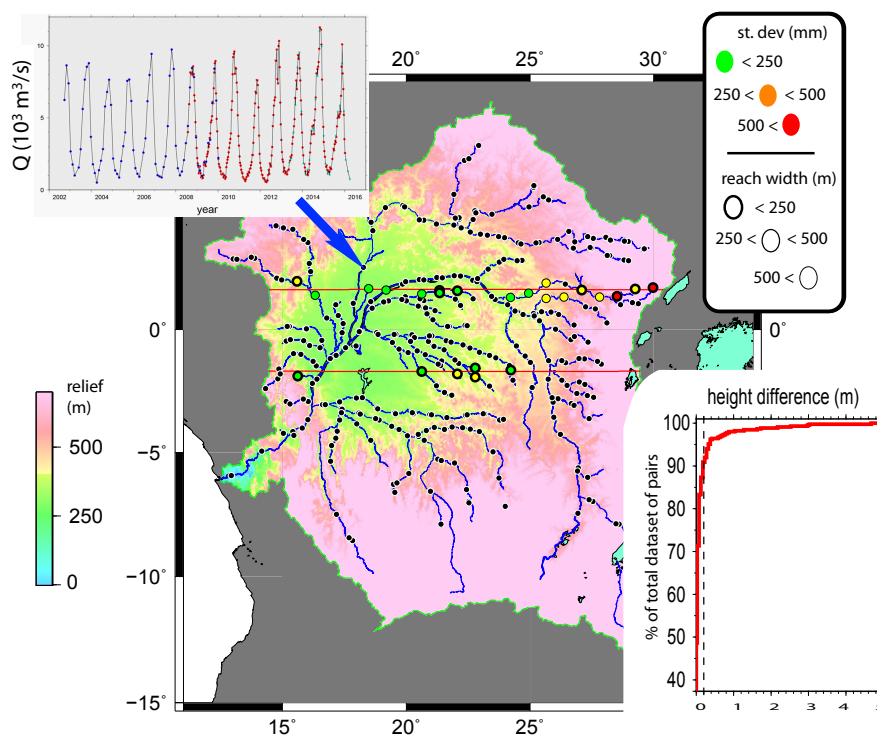 10
5
0
Q (10³ m³/s)
2002 2004 2006 2008 2010 2012 2014 2016
year
20° 25° 30°
st. dev (mm)
< 250
250 < < 500
500 <
reach width (m)
< 250
250 < < 500
500 <
0° 0°
−5°
−10°
−15°
15° 20° 25°
relief
(m)
500
250
0
height difference (m)
100
90
80
70
60
50
40
% of total dataset of pairs
0 1 2 3 4 5